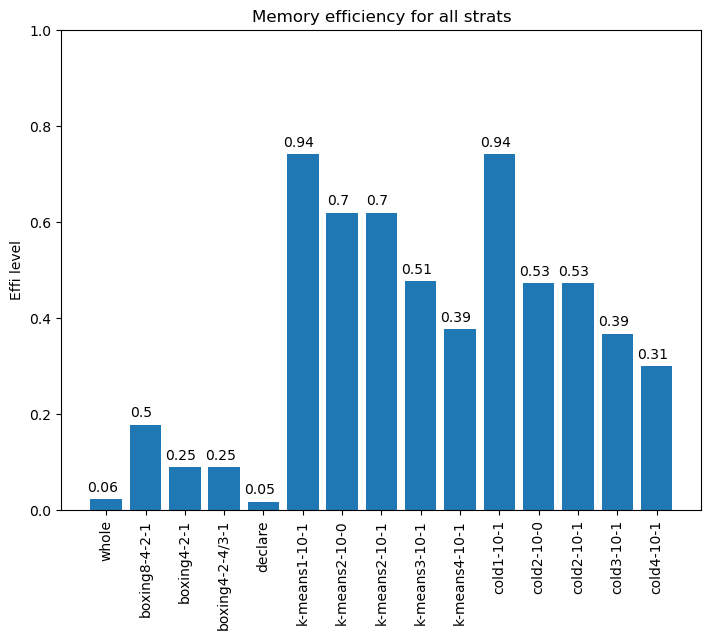 Memory efficiency for all strats
Effi level
1.0
0.8
0.6
0.4
0.2
0.0
0.06
0.5
0.25
0.25
0.05
0.94
0.7
0.7
0.51
0.39
0.94
0.53
0.53
0.39
0.31
whole
boxing8-4-2-1
boxing4-2-1
boxing4-2-4/3-1
declare
k-means1-10-1
k-means2-10-0
k-means2-10-1
k-means3-10-1
k-means4-10-1
cold1-10-1
cold2-10-0
cold2-10-1
cold3-10-1
cold4-10-1